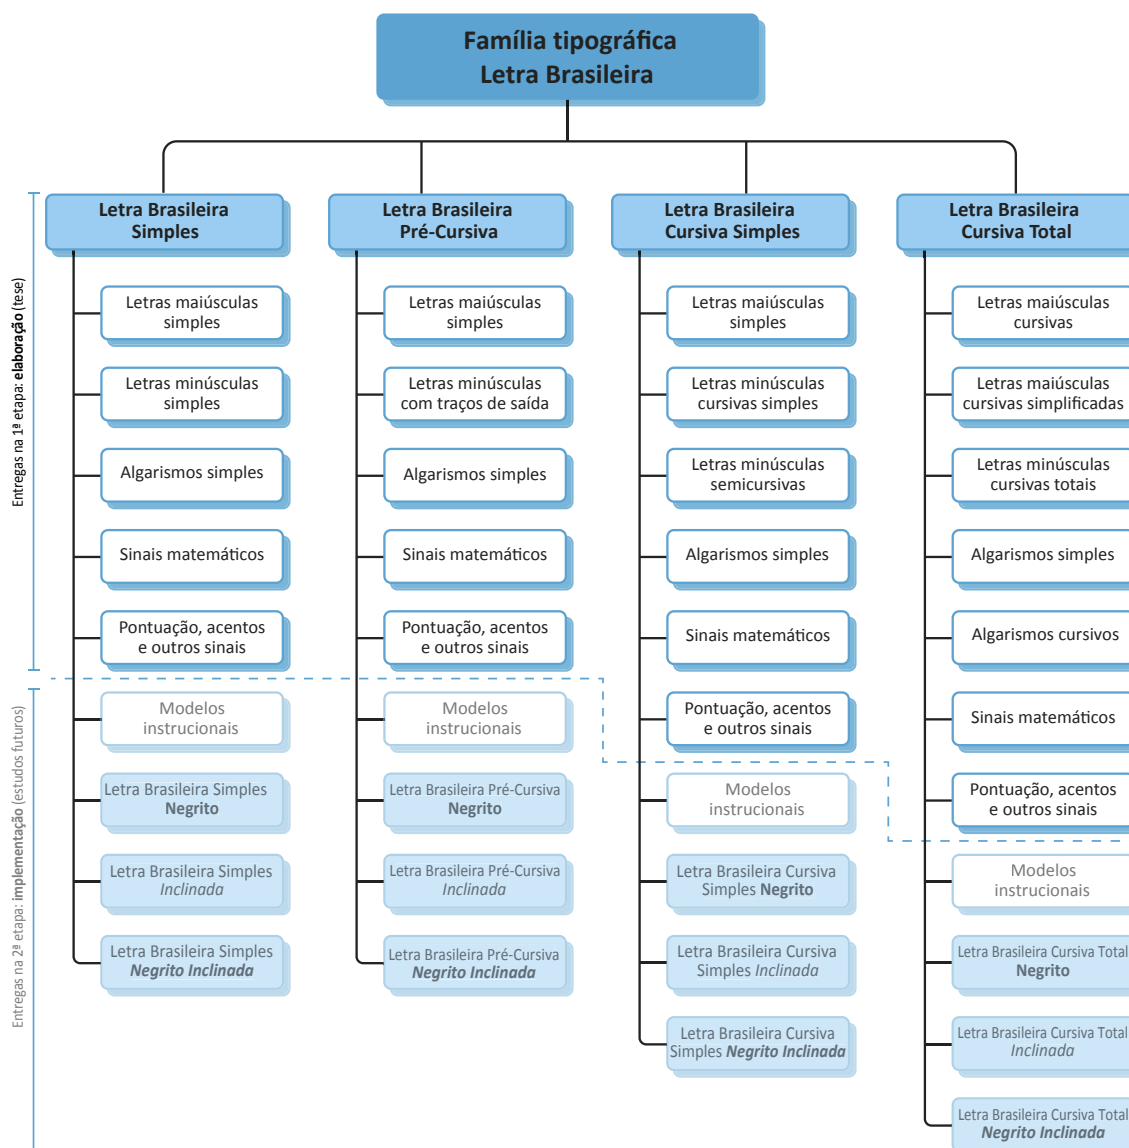 Família tipográfica
Letra Brasileira
Letra Brasileira
Simples
Letras maiúsculas
simples
Letras minúsculas
simples
Algarismos simples
Sinais matemáticos
Pontuação, acentos
e outros sinais
Modelos
instrucionais
Letra Brasileira Simples
Negrito
Letra Brasileira Simples
Inclinada
Letra Brasileira Simples
Negrito Inclinada
Letra Brasileira
Pré-Cursiva
Letras maiúsculas
simples
Letras minúsculas
com traços de saída
Algarismos simples
Sinais matemáticos
Pontuação, acentos
e outros sinais
Modelos
instrucionais
Letra Brasileira Pré-Cursiva
Negrito
Letra Brasileira Pré-Cursiva
Inclinada
Letra Brasileira Pré-Cursiva
Negrito Inclinada
Letra Brasileira
Cursiva Simples
Letras maiúsculas
simples
Letras minúsculas
cursivas simples
Letras minúsculas
semicursivas
Algarismos simples
Sinais matemáticos
Pontuação, acentos
e outros sinais
Modelos
instrucionais
Letra Brasileira Cursiva
Simples Negrito
Letra Brasileira Cursiva
Simples Inclinada
Letra Brasileira Cursiva
Simples Negrito Inclinada
Letra Brasileira
Cursiva Total
Letras maiúsculas
cursivas
Letras maiúsculas
cursivas simplificadas
Letras minúsculas
cursivas totais
Algarismos simples
Algarismos cursivos
Sinais matemáticos
Pontuação, acentos
e outros sinais
Modelos
instrucionais
Letra Brasileira Cursiva Total
Negrito
Letra Brasileira Cursiva Total
Inclinada
Letra Brasileira Cursiva Total
Negrito Inclinada
Entregas na 1ª etapa: elaboração (tese)
Entregas na 2ª etapa: implementação (estudos futuros)